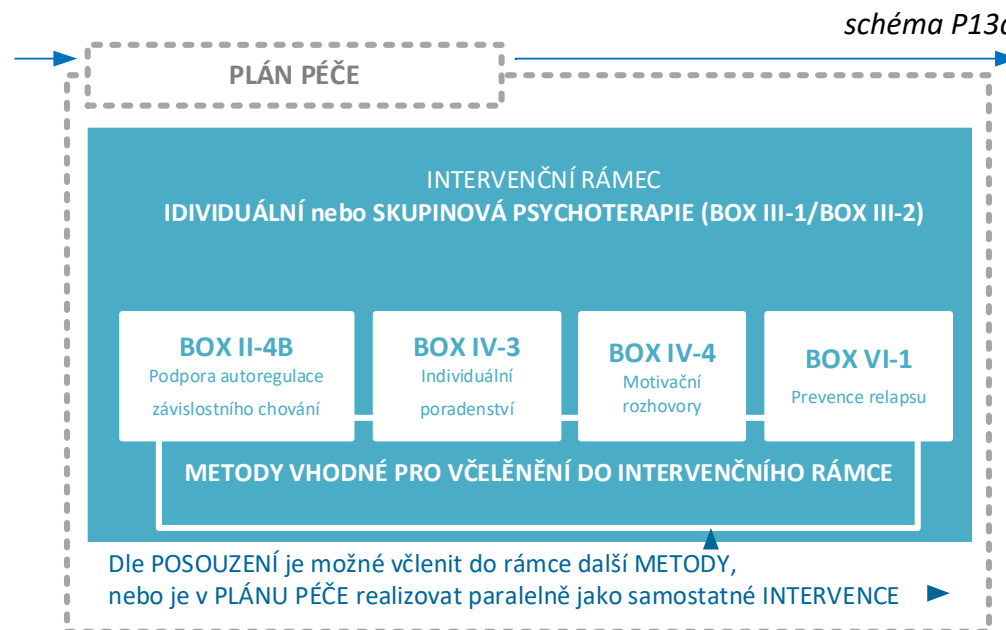 schéma P13a
PLÁN PÉČE
INTERVENČNÍ RÁMEC
IDIVIDUÁLNÍ nebo SKUPINOVÁ PSYCHOTERAPIE (BOX III-1/BOX III-2)
BOX II-4B
Podpora autoregulace
závislostního chování
BOX IV-3
Individuální
poradenství
BOX IV-4
Motivační
rozhovory
BOX VI-1
Prevence relapsu
METODY VHODNÉ PRO VČELĚNĚNÍ DO INTERVENČNÍHO RÁMCE
Dle POSOUZENÍ je možné včlenit do rámce další METODY,
nebo je v PLÁNU PÉČE realizovat paralelně jako samostatné INTERVENCE